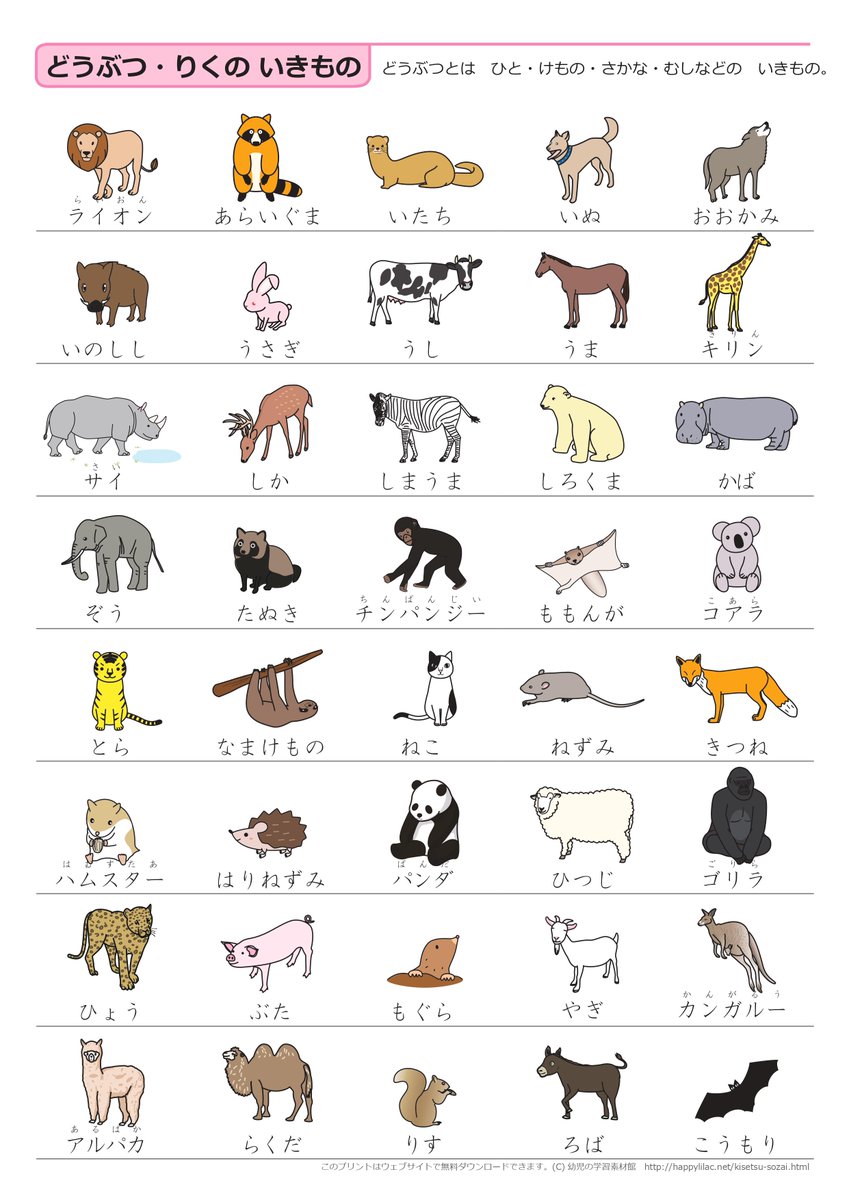 どうぶつ・りくの いきもの
どうぶつとは　ひと・けもの・さかな・むしなどの　いきもの。
らいおん
ライオン　あらいぐま　いたち　いぬ　おおかみ
きりん
いのしし　うさぎ　うし　うま　キリン
さい
サイ　しか　しまうま　しろくま　かば
ちんぱんじい　こあら
ぞう　たぬき　チンパンジー　ももんが　コアラ
とら　なまけもの　ねこ　ねずみ　きつね
はむすたあ　ぱんだ　ごりら
ハムスター　はりねずみ　パンダ　ひつじ　ゴリラ
かんがるう
ひょう　ぶた　もぐら　やぎ　カンガルー
あるぱか
アルパカ　らくだ　りす　ろば　こうもり
このプリントはウェブサイトで無料ダウンロードできます。(C) 幼児の学習素材館　http://happylilac.net/kisetsu-sozai.html